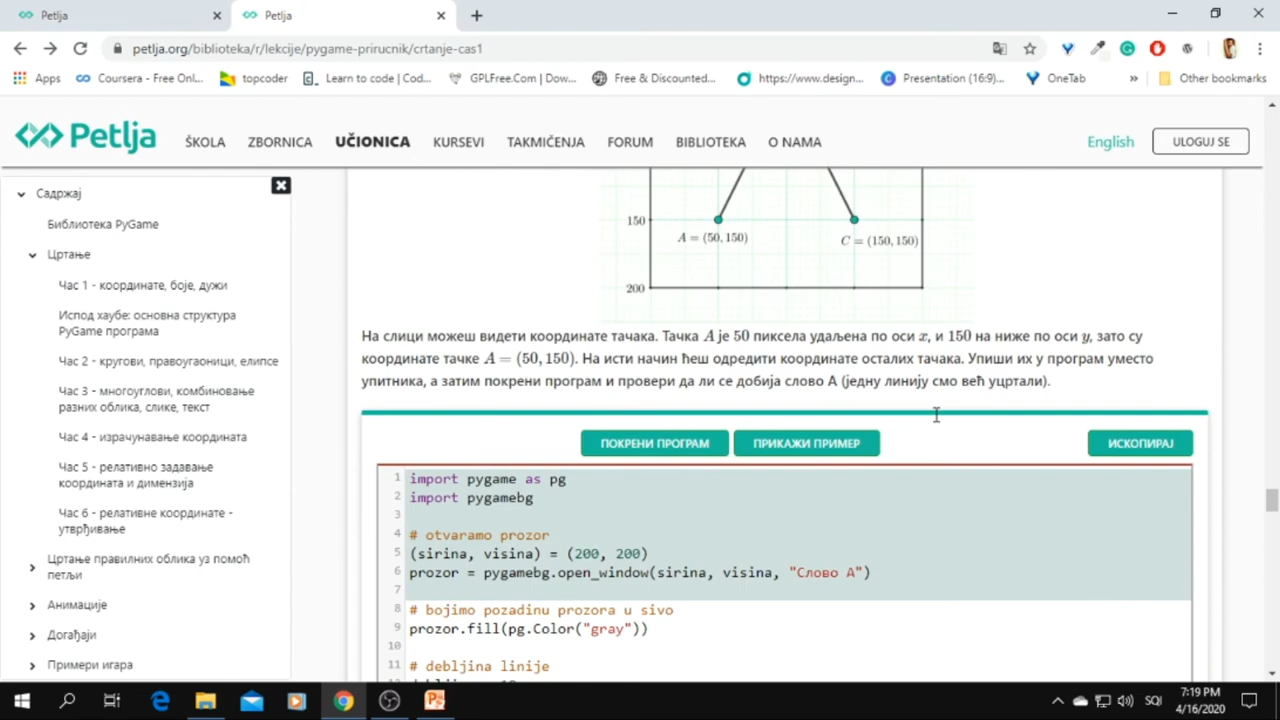 Petlja
Petlja
petlja.org/biblioteka/r/lekcije/pygame-prirucnik/crtanje-cas1
Apps
Coursera - Free Onl...
topcoder
Learn to code | Cod...
GPLFree.Com | Dow...
Free & Discounted...
https://www.design...
Presentation (16:9)...
OneTab
»
Other bookmarks
Petlja
ŠKOLA
ZBORNICA
UČIONICA
KURSEVI
TAKMIČENJA
FORUM
BIBLIOTEKA
O NAMA
English
ULOGUJ SE
Садржај
Библиотека PyGame
Цртање
Час 1 - координате, боје, дужи
Испод хаубе: основна структура
PyGame програма
Час 2 - кругови, правоугаоници, елипсе
Час 3 - многоуглови, комбиновање
разних облика, слике, текст
Час 4 - израчунавање координата
Час 5 - релативно задавање
координата и димензија
Час 6 - релативне координате -
утврђивање
Цртање правилних облика уз помоћ
петљи
Анимације
Догађаји
Примери игара
150
A = (50, 150)
C = (150, 150)
200
На слици можеш видети координате тачака. Тачка A је 50 пиксела удаљена по оси x, и 150 на ниже по оси y, зато су
координате тачке A = (50, 150). На исти начин ћеш одредити координате осталих тачака. Упиши их у програм уместо
упитника, а затим покрени програм и провери да ли се добија слово А (једну линију смо већ уцртали).
ПОКРЕНИ ПРОГРАМ
ПРИКАЖИ ПРИМЕР
ИСКОПИРАЈ
1 import pygame as pg
2 import pygamebg
3
4 # otvaramo prozor
5 (sirina, visina) = (200, 200)
6 prozor = pygamebg.open_window(sirina, visina, "Слово А")
7
8 # bojimo pozadinu prozora u sivo
9 prozor.fill(pg.Color("gray"))
10
11 # debljina linije
SQI
7:19 PM
4/16/2020